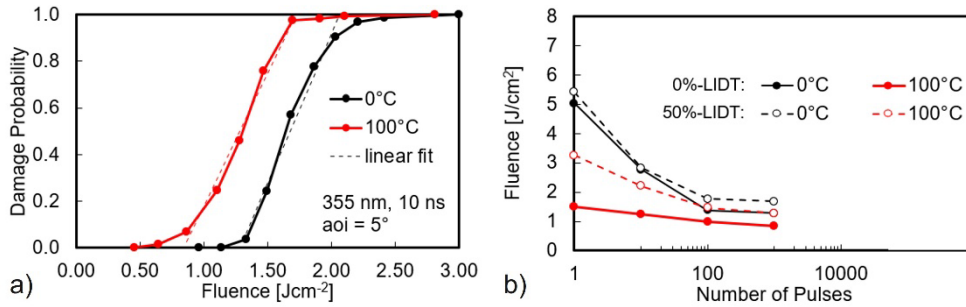 a)
Damage Probability
1.0
0.8
0.6
0.4
0.2
0.0
0°C
100°C
linear fit
355 nm, 10 ns
aoi = 5°
0.00 0.50 1.00 1.50 2.00 2.50 3.00
Fluence [Jcm-2]
b)
Fluence [J/cm2]
8
7
6
5
4
3
2
1
0
0%-LIDT: 0°C 100°C
50%-LIDT: 0°C 100°C
1 100 10000
Number of Pulses